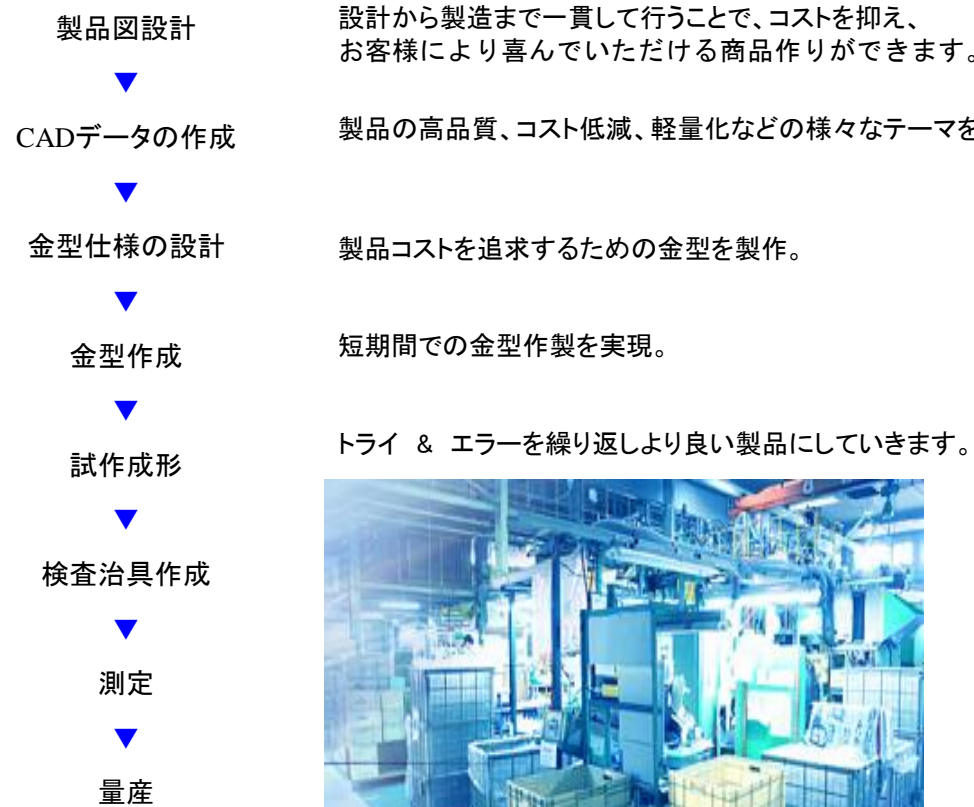 製品図設計
設計から製造まで一貫して行うことで、コストを抑え、
お客様により喜んでいただける商品作りができます。
▼
CADデータの作成
製品の高品質、コスト低減、軽量化などの様々なテーマを
▼
金型仕様の設計
製品コストを追求するための金型を製作。
▼
金型作成
短期間での金型作製を実現。
▼
試作成形
トライ & エラーを繰り返しより良い製品にしていきます。
▼
検査治具作成
▼
測定
▼
量産